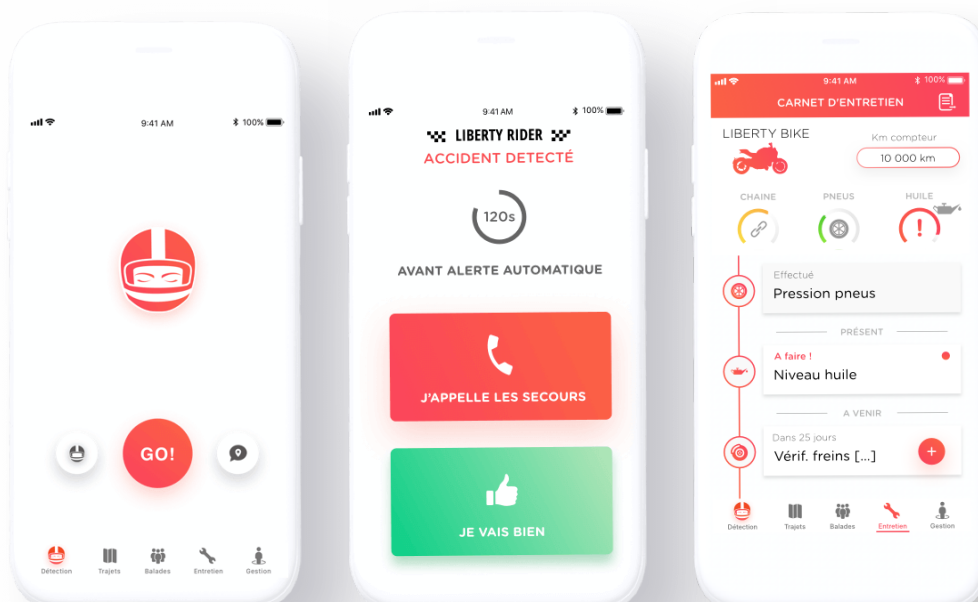 9:41 AM
100%
GO!
Détection
Trajets
Balades
Entretien
Gestion
9:41 AM
100%
LIBERTY RIDER
ACCIDENT DETECTÉ
120s
AVANT ALERTE AUTOMATIQUE
J'APPELLE LES SECOURS
JE VAIS BIEN
9:41 AM
100%
CARNET D'ENTRETIEN
LIBERTY BIKE
Km compteur
10 000 km
CHAINE
PNEUS
HUILE
!
Effectué
Pression pneus
PRÉSENT
A faire !
Niveau huile
A VENIR
Dans 25 jours
Vérif. freins [...]
+
Détection
Trajets
Balades
Entretien
Gestion